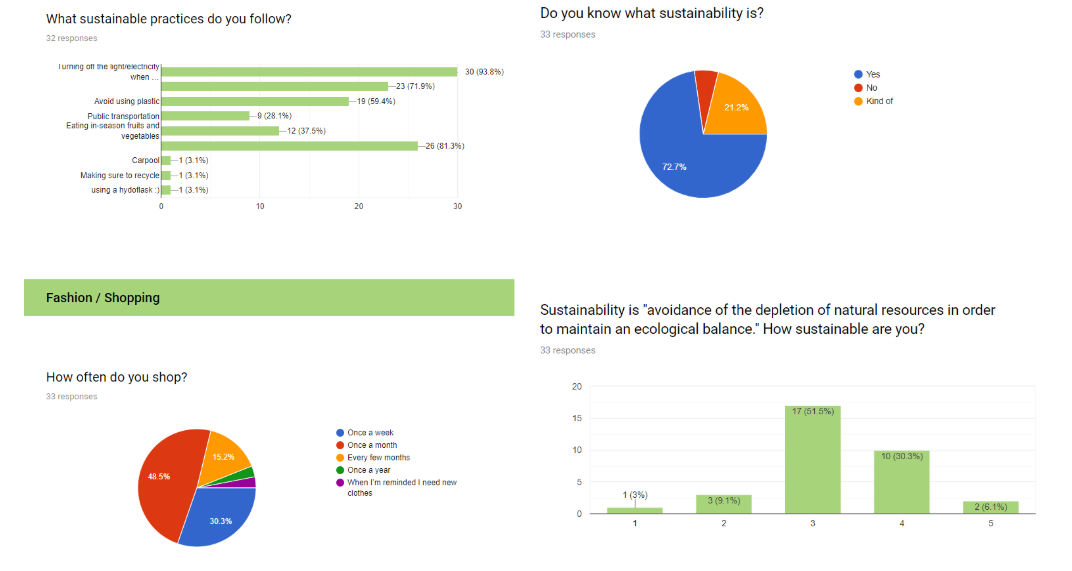 What sustainable practices do you follow?
32 responses
Turning off the light/electricity
when ...
30 (93.8%)
23 (71.9%)
Avoid using plastic
19 (59.4%)
Public transportation
9 (28.1%)
Eating in-season fruits and
vegetables
12 (37.5%)
26 (81.3%)
Carpool
1 (3.1%)
Making sure to recycle
1 (3.1%)
using a hydoflask :)
1 (3.1%)
0 10 20 30
Do you know what sustainability is?
33 responses
72.7%
21.2%
Yes
No
Kind of
Fashion / Shopping
How often do you shop?
33 responses
48.5%
15.2%
30.3%
Once a week
Once a month
Every few months
Once a year
When I'm reminded I need new
clothes
Sustainability is "avoidance of the depletion of natural resources in order
to maintain an ecological balance." How sustainable are you?
33 responses
20
15
10
5
0
1 (3%)
3 (9.1%)
17 (51.5%)
10 (30.3%)
2 (6.1%)
1 2 3 4 5